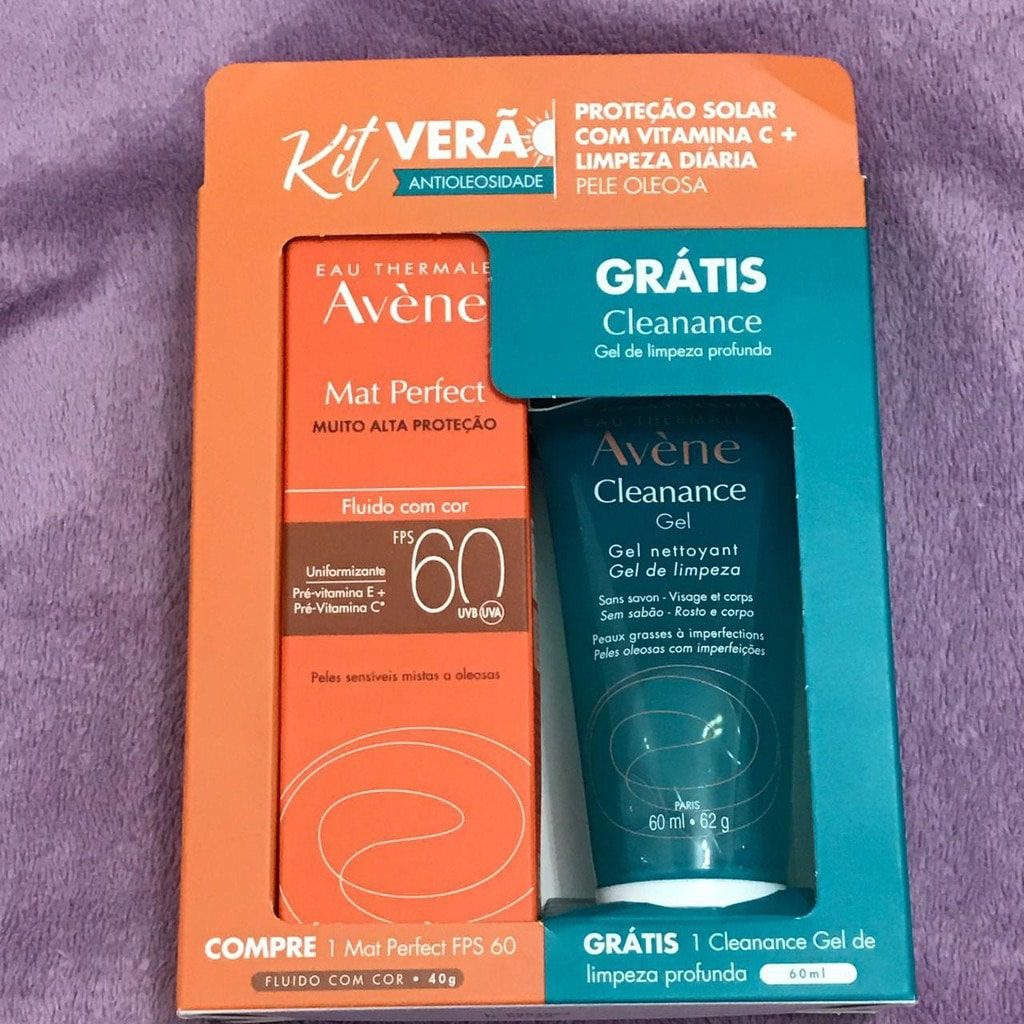 Kit VERÃO
ANTIOLEOSIDADE
PROTEÇÃO SOLAR
COM VITAMINA C +
LIMPEZA DIÁRIA
PELE OLEOSA
EAU THERMALE
Avène
Mat Perfect
MUITO ALTA PROTEÇÃO
Fluido com cor
FPS 60
Uniformizante
Pré-vitamina E +
Pré-Vitamina C*
UVB UVA
Peles sensíveis mistas a oleosas
GRÁTIS
Cleanance
Gel de limpeza profunda
EAU THERMALE
Avène
Cleanance
Gel
Gel nettoyant
Gel de limpeza
Sans savon - Visage et corps
Sem sabão - Rosto e corpo
Peaux grasses à imperfections
Peles oleosas com imperfeições
PARIS
60 ml • 62 g
COMPRE 1 Mat Perfect FPS 60
FLUIDO COM COR • 40g
GRÁTIS 1 Cleanance Gel de
limpeza profunda 60ml